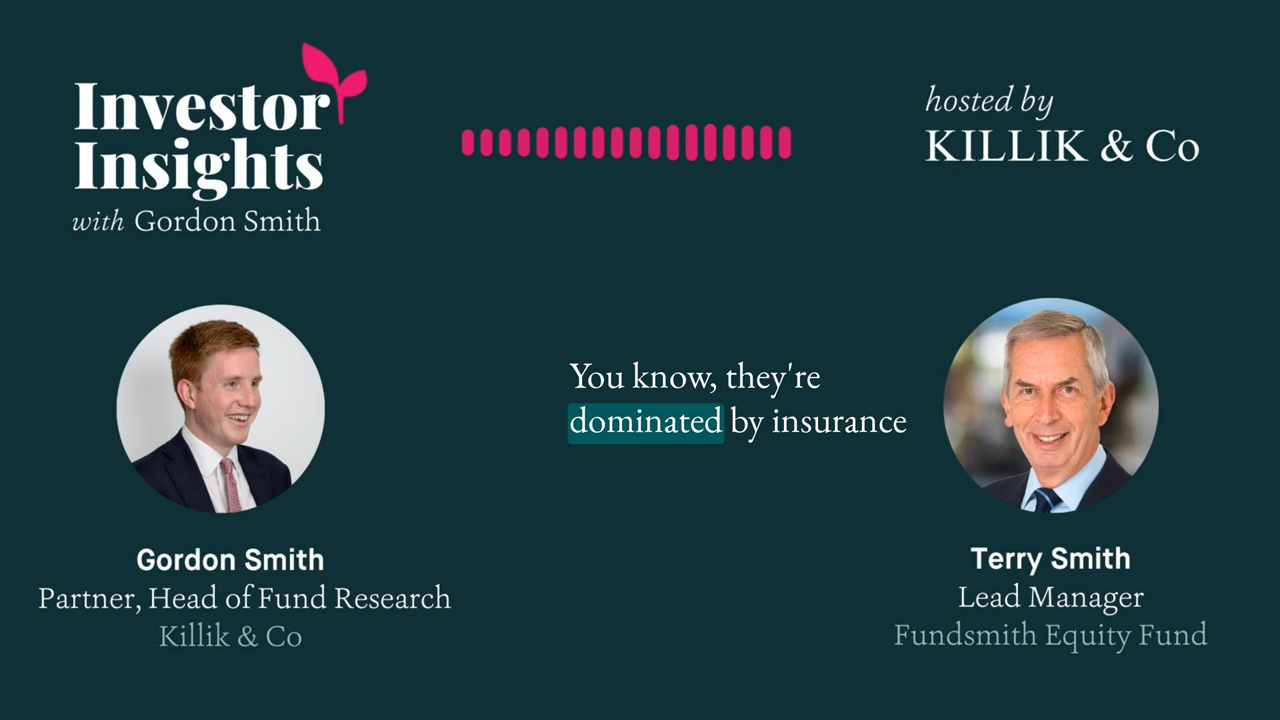 Investor
Insights
with Gordon Smith
hosted by
KILLIK & Co
You know, they're
dominated by insurance
Gordon Smith
Partner, Head of Fund Research
Killik & Co
Terry Smith
Lead Manager
Fundsmith Equity Fund